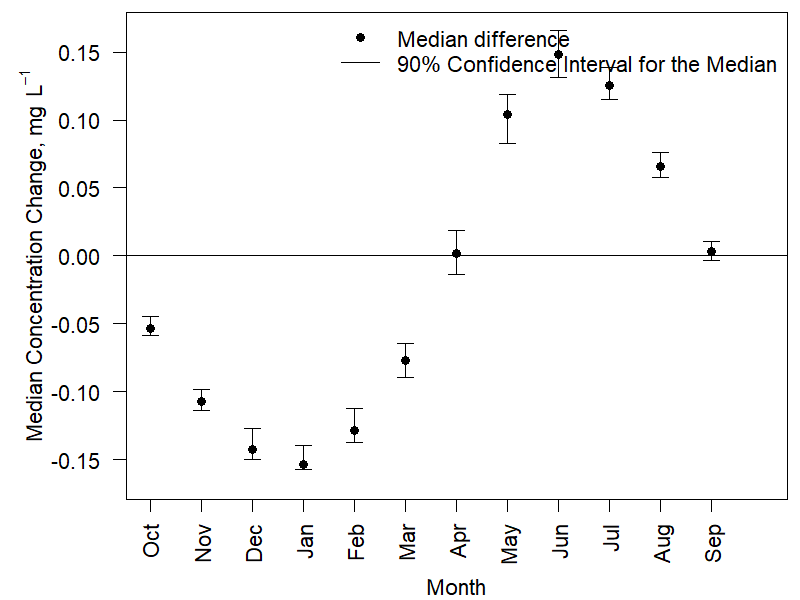 Median difference
90% Confidence Interval for the Median
Median Concentration Change, mg L⁻¹
0.15
0.10
0.05
0.00
-0.05
-0.10
-0.15
Oct Nov Dec Jan Feb Mar Apr May Jun Jul Aug Sep
Month